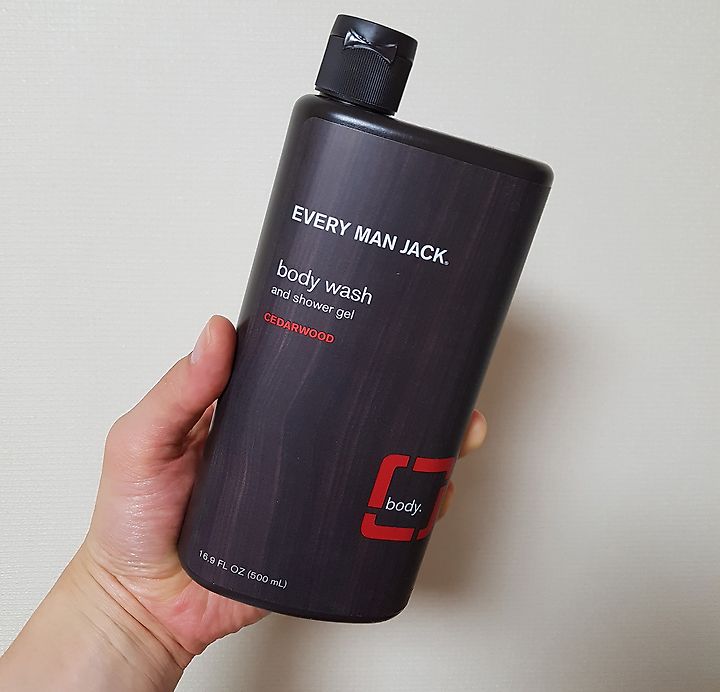 EVERY MAN JACK®
body wash
and shower gel
CEDARWOOD
body.
16.9 FL OZ (500 mL)